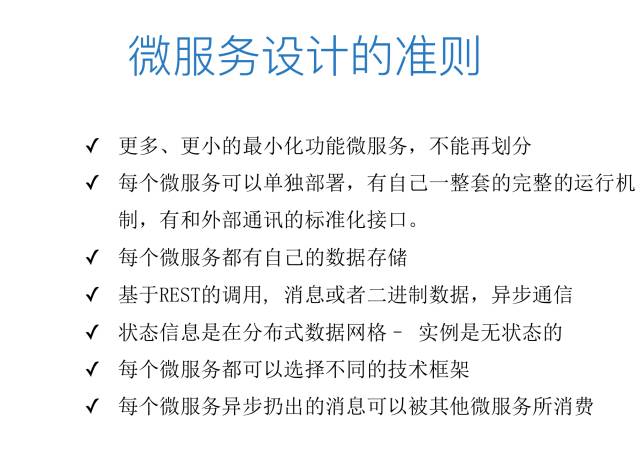 微服务设计的准则
✓ 更多、更小的最小化功能微服务，不能再划分
✓ 每个微服务可以单独部署，有自己一整套的完整的运行机
制，有和外部通讯的标准化接口。
✓ 每个微服务都有自己的数据存储
✓ 基于REST的调用, 消息或者二进制数据，异步通信
✓ 状态信息是在分布式数据网格– 实例是无状态的
✓ 每个微服务都可以选择不同的技术框架
✓ 每个微服务异步扔出的消息可以被其他微服务所消费